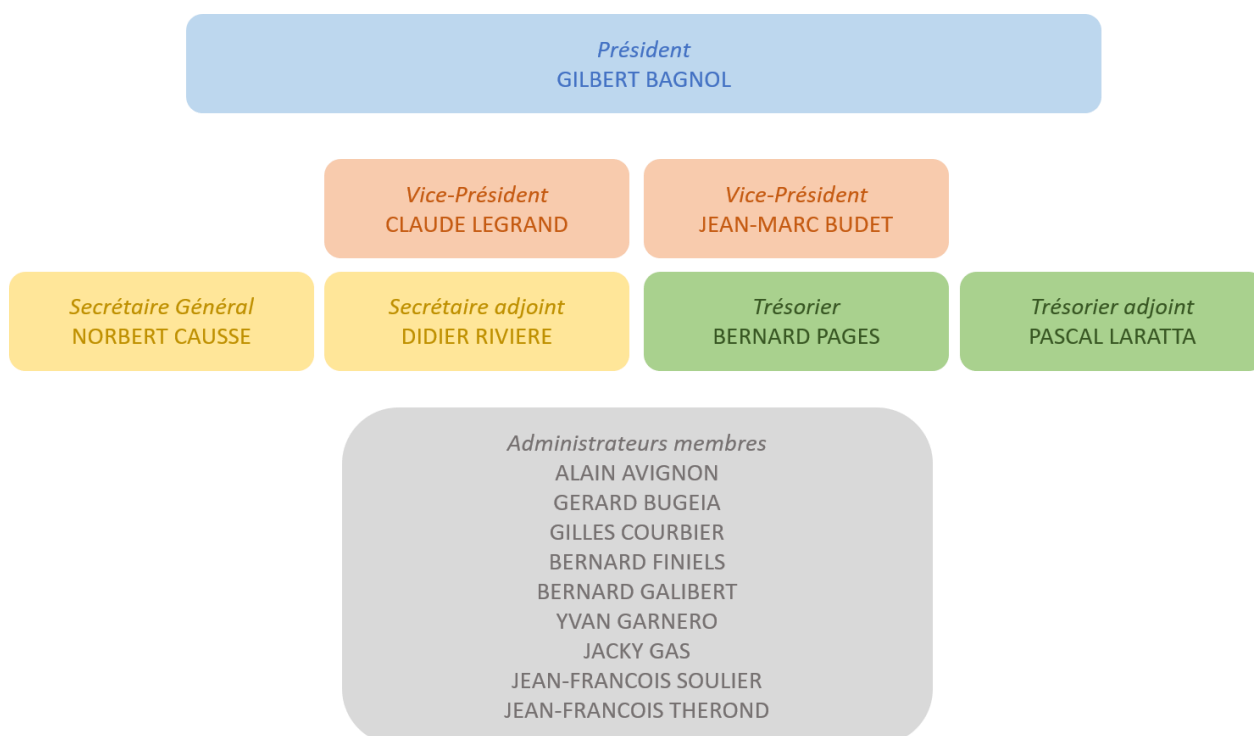 Président
GILBERT BAGNOL
Vice-Président
CLAUDE LEGRAND
Vice-Président
JEAN-MARC BUDET
Secrétaire Général
NORBERT CAUSSE
Secrétaire adjoint
DIDIER RIVIERE
Trésorier
BERNARD PAGES
Trésorier adjoint
PASCAL LARATTA
Administrateurs membres
ALAIN AVIGNON
GERARD BUGEIA
GILLES COURBIER
BERNARD FINIELS
BERNARD GALIBERT
YVAN GARNERO
JACKY GAS
JEAN-FRANCOIS SOULIER
JEAN-FRANCOIS THEROND